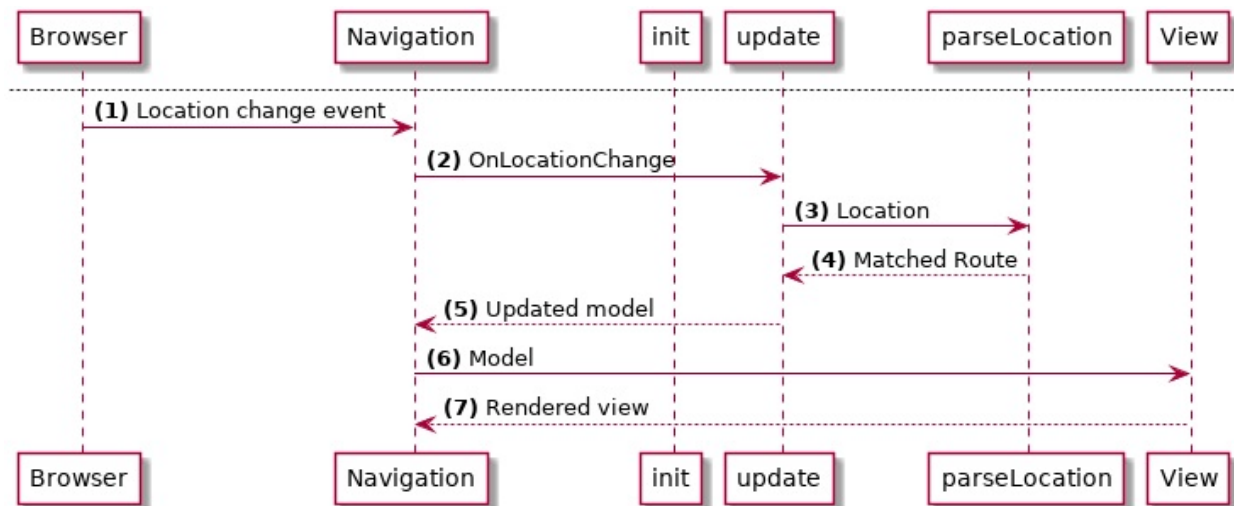 Browser Navigation init update parseLocation View
(1) Location change event
(2) OnLocationChange
(3) Location
(4) Matched Route
(5) Updated model
(6) Model
(7) Rendered view
Browser Navigation init update parseLocation View